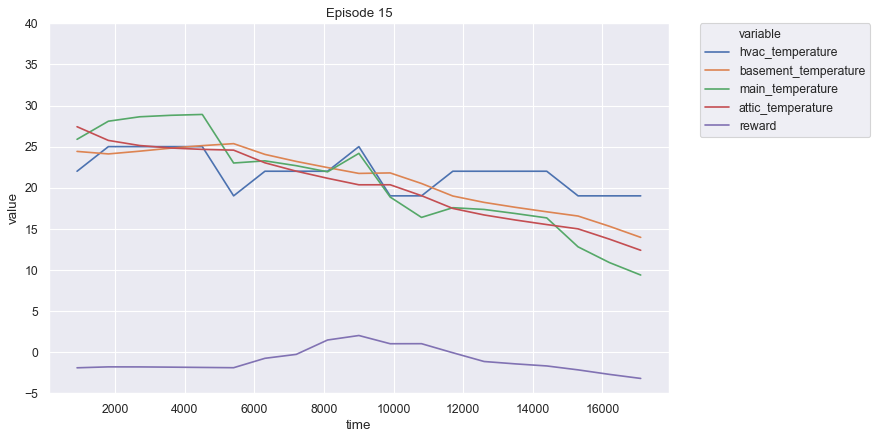 Episode 15
40
35
30
25
20
15
10
5
0
−5
value
2000 4000 6000 8000 10000 12000 14000 16000
time
variable
hvac_temperature
basement_temperature
main_temperature
attic_temperature
reward